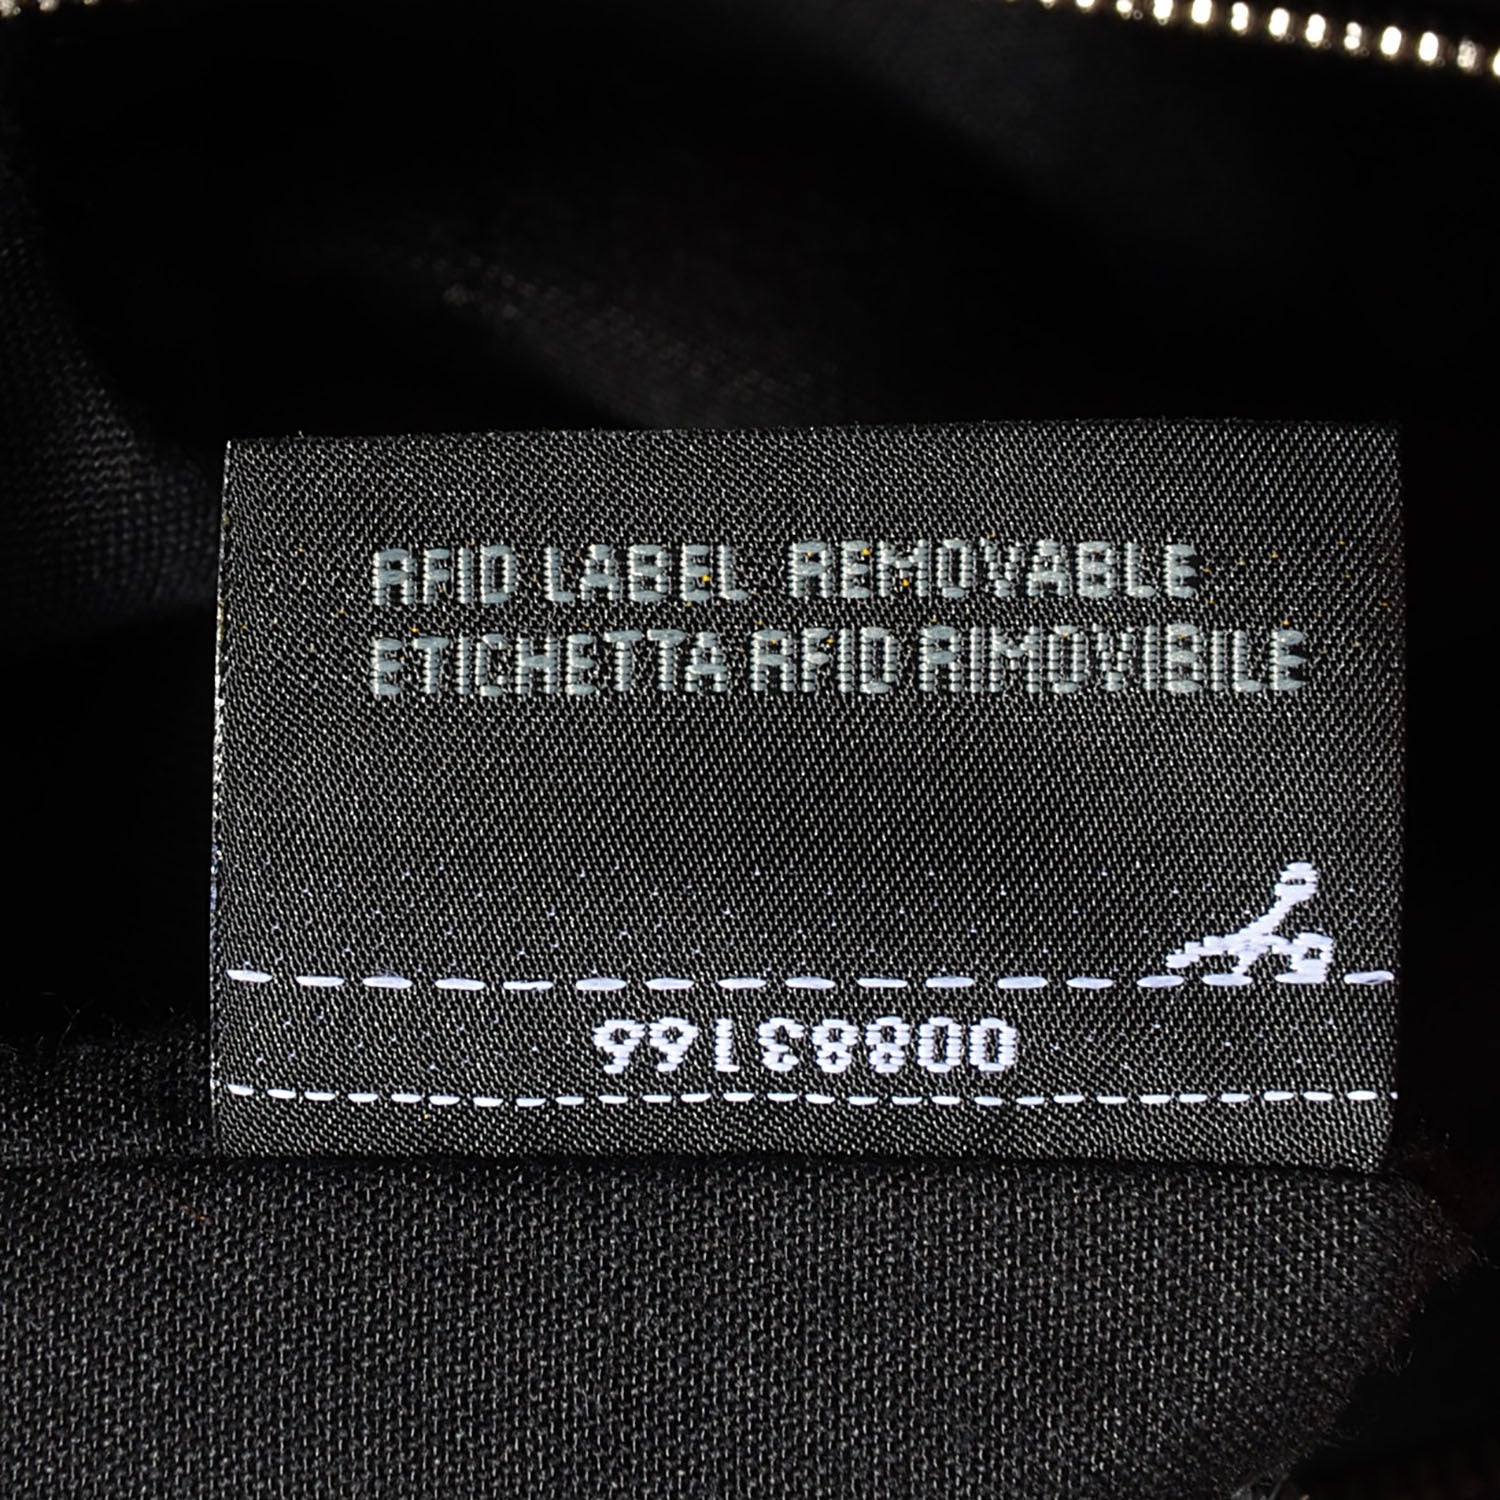 RFID LABEL REMOVABLE
ETICHETTA RFID RIMOVIBILE
00883166